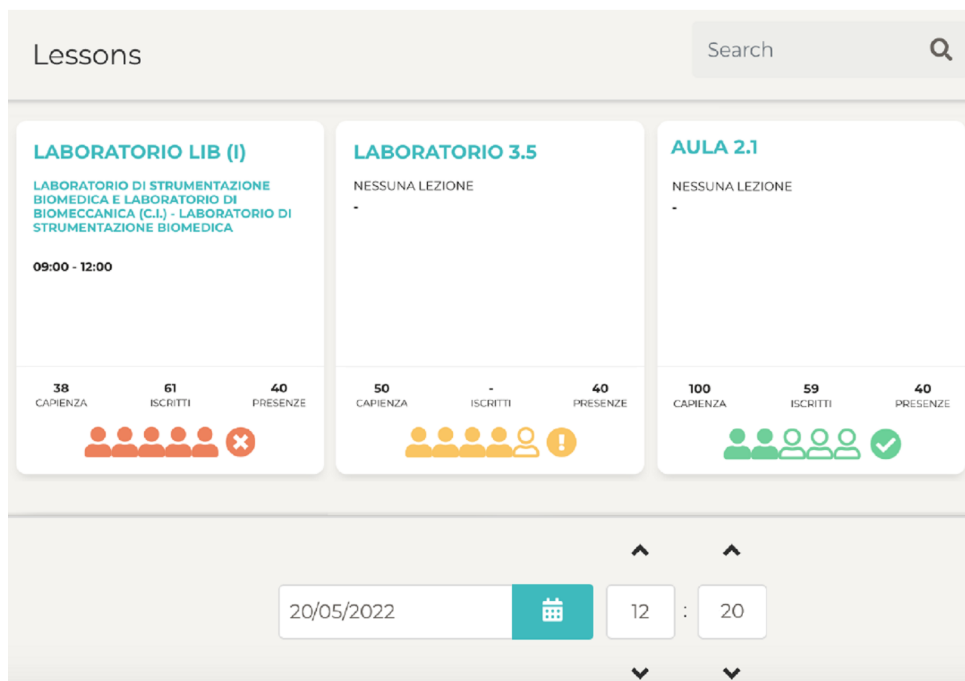 Lessons
Search
LABORATORIO LIB (I)
LABORATORIO DI STRUMENTAZIONE
BIOMEDICA E LABORATORIO DI
BIOMECCANICA (C.I.) - LABORATORIO DI
STRUMENTAZIONE BIOMEDICA
09:00 - 12:00
38 61 40
CAPIENZA ISCRITTI PRESENZE
LABORATORIO 3.5
NESSUNA LEZIONE
-
50 - 40
CAPIENZA ISCRITTI PRESENZE
AULA 2.1
NESSUNA LEZIONE
-
100 59 40
CAPIENZA ISCRITTI PRESENZE
20/05/2022 12 : 20